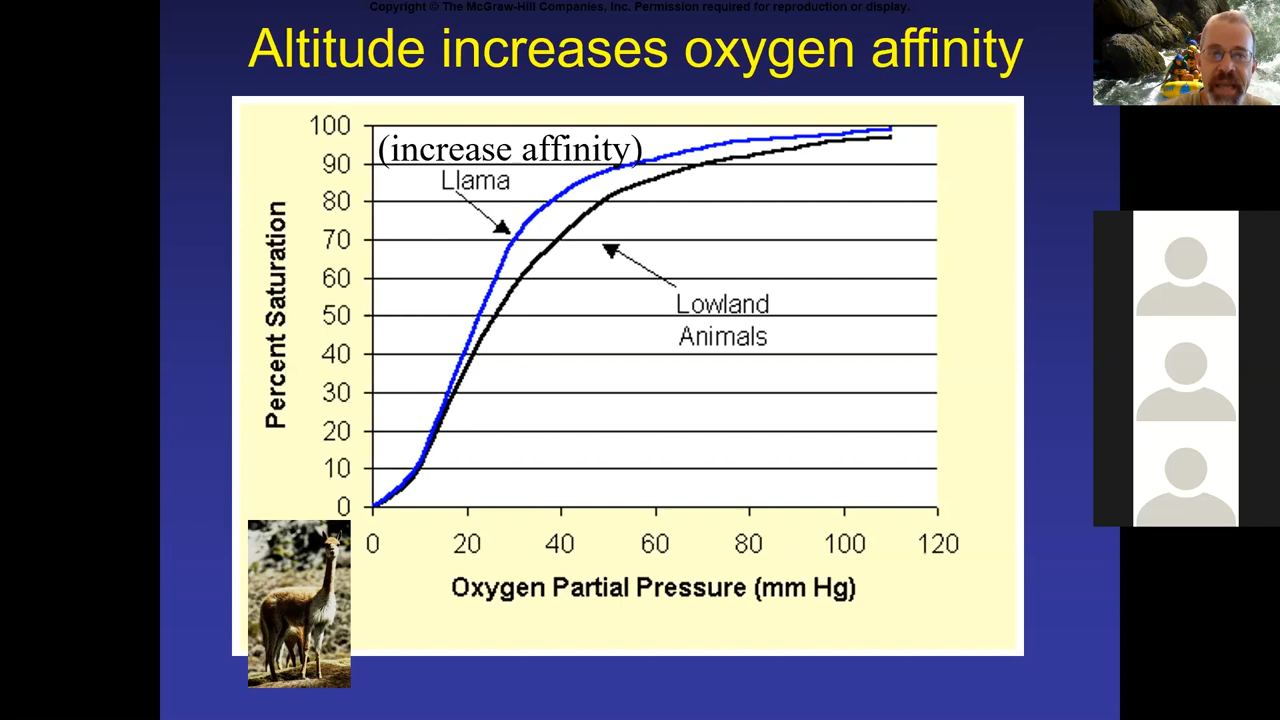 Copyright © The McGraw-Hill Companies, Inc. Permission required for reproduction or display.
Altitude increases oxygen affinity
100
(increase affinity)
90
Llama
80
70
60
Lowland
Animals
50
40
30
20
10
0
Percent Saturation
0 20 40 60 80 100 120
Oxygen Partial Pressure (mm Hg)